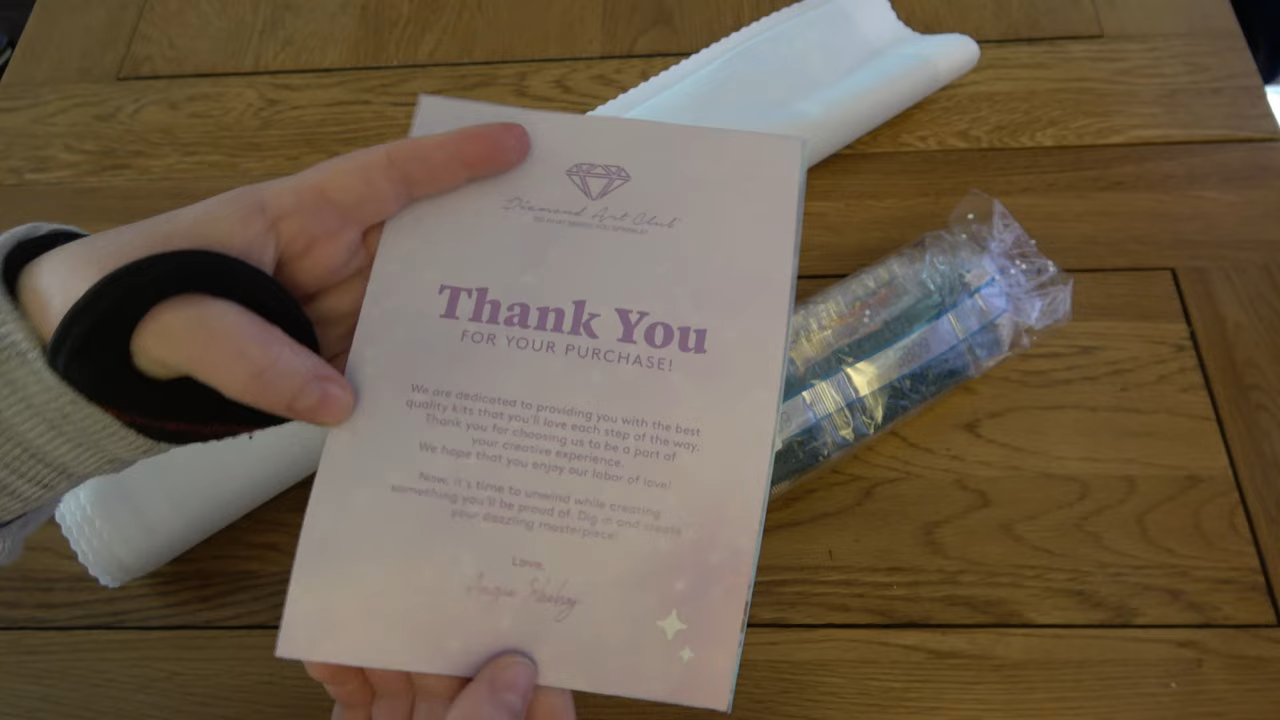 Diamond Art Club
Thank You
FOR YOUR PURCHASE!
We are dedicated to providing you with the best
quality kits that you'll love each step of the way.
Thank you for choosing us to be a part of
your creative experience.
We hope that you enjoy our labor of love!
Now, it's time to unwind while creating
something you'll be proud of. Dig in and create
your dazzling masterpiece!
Love,